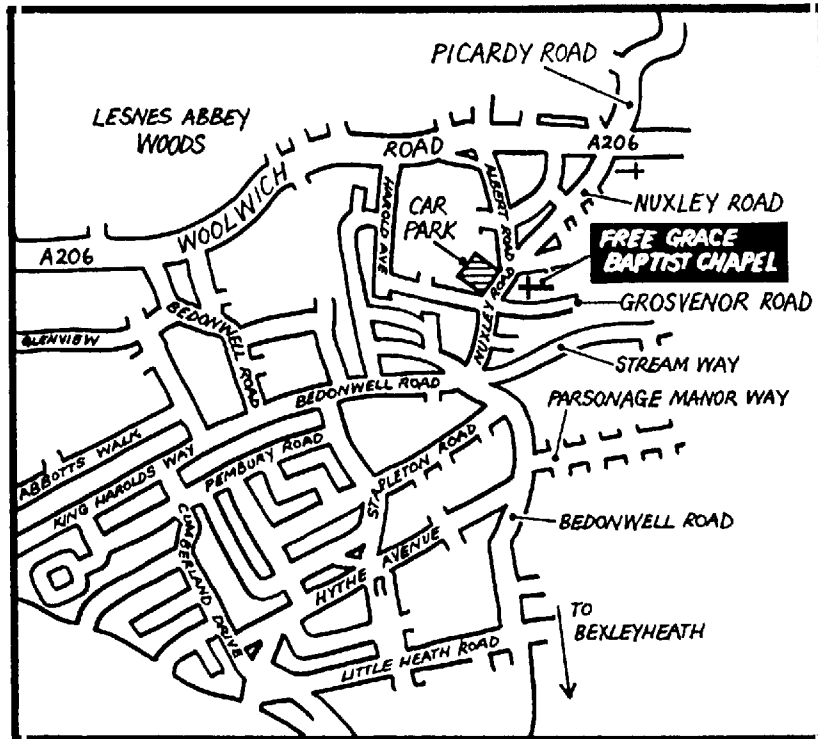 PICARDY ROAD
LESNES ABBEY
WOODS
ROAD
A206
WOOLWICH
HAROLD AVE
ALBERT ROAD
CAR
PARK
NUXLEY ROAD
A206
FREE GRACE
BAPTIST CHAPEL
NUXLEY ROAD
GROSVENOR ROAD
BEDONWELL ROAD
GLENVIEW
STREAM WAY
BEDONWELL ROAD
PARSONAGE MANOR WAY
ABBOTTS WALK
KING HAROLDS WAY
PEMBURY ROAD
STAPLETON ROAD
BEDONWELL ROAD
CUMBERLAND DRIVE
HYTHE AVENUE
TO
BEXLEYHEATH
LITTLE HEATH ROAD